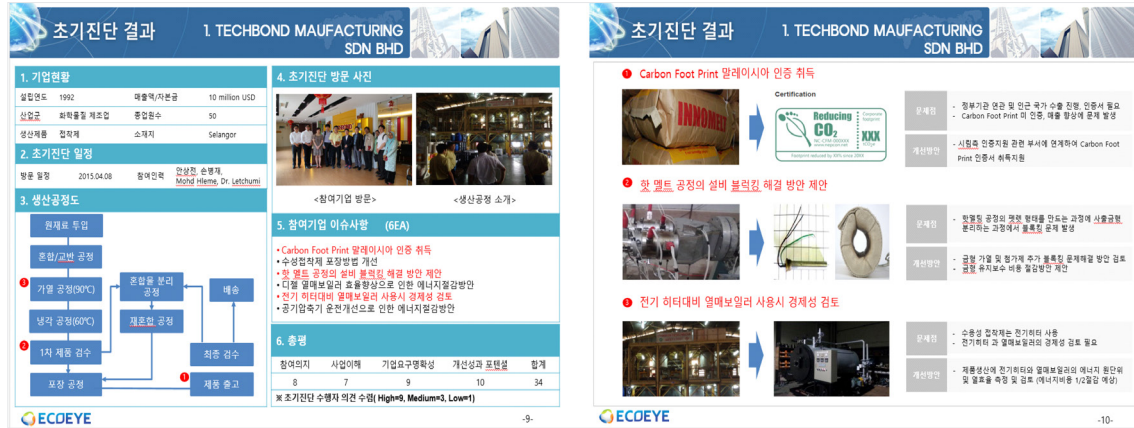 초기진단 결과
1. TECHBOND MAUFACTURING
SDN BHD
1. 기업현황
설립연도 1992 매출액/자본금 10 million USD
산업군 화학물질 제조업 종업원수 50
생산제품 접착제 소재지 Selangor
2. 초기진단 일정
방문 일정 2015.04.08 참여인력 안상전, 손병재,
Mohd Hleme, Dr. Letchumi
3. 생산공정도
원재료 투입
혼합/교반 공정
3
가열 공정(90℃)
혼합물 분리
공정
배송
냉각 공정(60℃)
재혼합 공정
2
1차 제품 검수
최종 검수
1
포장 공정
제품 출고
4. 초기진단 방문 사진
<참여기업 방문>
<생산공정 소개>
5. 참여기업 이슈사항 (6EA)
• Carbon Foot Print 말레이시아 인증 취득
• 수성접착제 포장방법 개선
• 핫 멜트 공정의 설비 블럭킹 해결 방안 제안
• 디젤 열매보일러 효율향상으로 인한 에너지절감방안
• 전기 히터대비 열매보일러 사용시 경제성 검토
• 공기압축기 운전개선으로 인한 에너지절감방안
6. 총평
참여의지 사업이해 기업요구명확성 개선성과 포텐셜 합계
8 7 9 10 34
※ 초기진단 수행자 의견 수렴( High=9, Medium=3, Low=1)
ECOEYE
-9-
초기진단 결과
1. TECHBOND MAUFACTURING
SDN BHD
1 Carbon Foot Print 말레이시아 인증 취득
INNOMELT
Certification
Reducing
CO2
XXX
문제점
- 정부기관 연관 및 인근 국가 수출 진행, 인증서 필요
- Carbon Foot Print 미 인증, 매출 향상에 문제 발생
개선방안
- 시림측 인증지원 관련 부서에 연계하여 Carbon Foot
Print 인증서 취득지원
2 핫 멜트 공정의 설비 블럭킹 해결 방안 제안
문제점
- 핫멜팅 공정의 팻렛 형태를 만드는 과정에 사출금형
분리하는 과정에서 블록킹 문제 발생
개선방안
- 금형 가열 및 첨가제 추가 블록킹 문제해결 방안 검토
- 금형 유지보수 비용 절감방안 제안
3 전기 히터대비 열매보일러 사용시 경제성 검토
문제점
- 수용성 접착제는 전기히터 사용
- 전기히터 과 열매보일러의 경제성 검토 필요
개선방안
- 제품생산에 전기히터와 열매보일러의 에너지 원단위
및 열효율 측정 및 검토 (에너지비용 1/2절감 예상)
ECOEYE
-10-